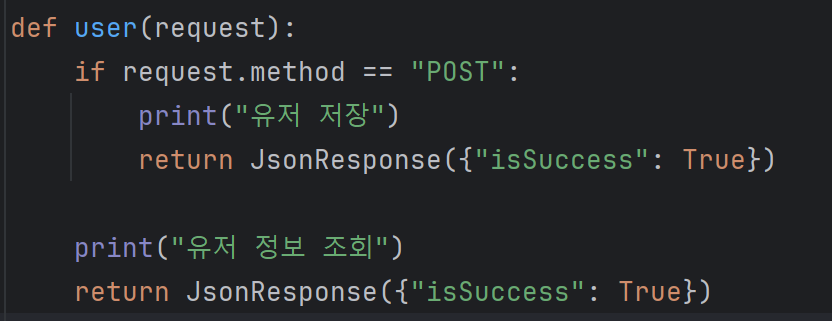 def user(request):
    if request.method == "POST":
        print("유저 저장")
        return JsonResponse({"isSuccess": True})
    print("유저 정보 조회")
    return JsonResponse({"isSuccess": True})